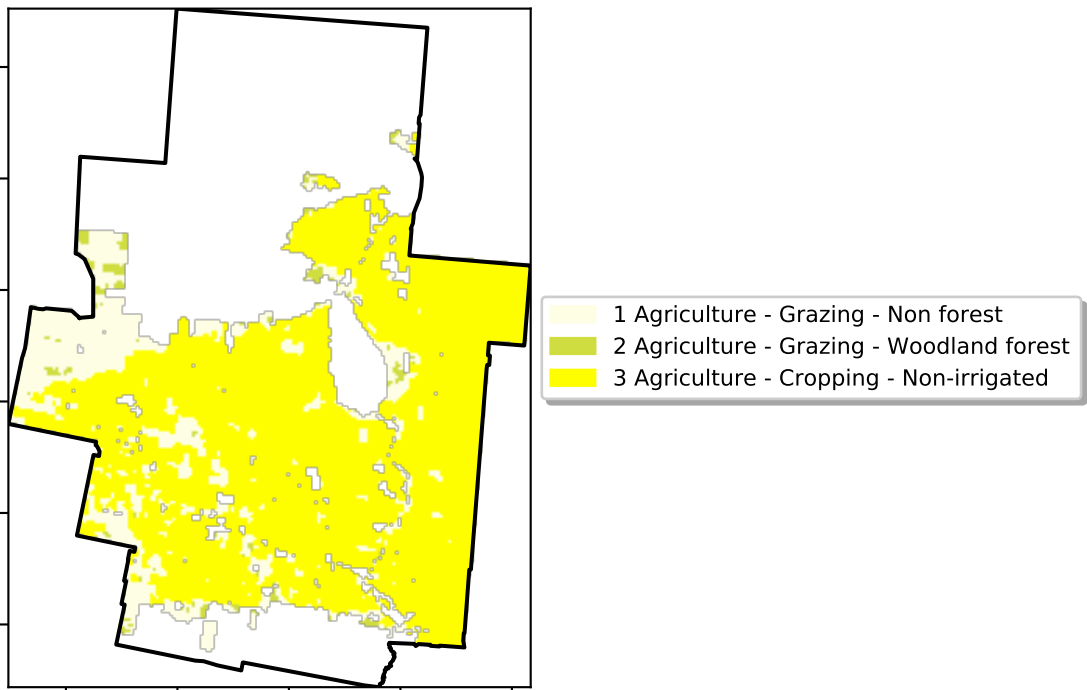 1 Agriculture - Grazing - Non forest
2 Agriculture - Grazing - Woodland forest
3 Agriculture - Cropping - Non-irrigated